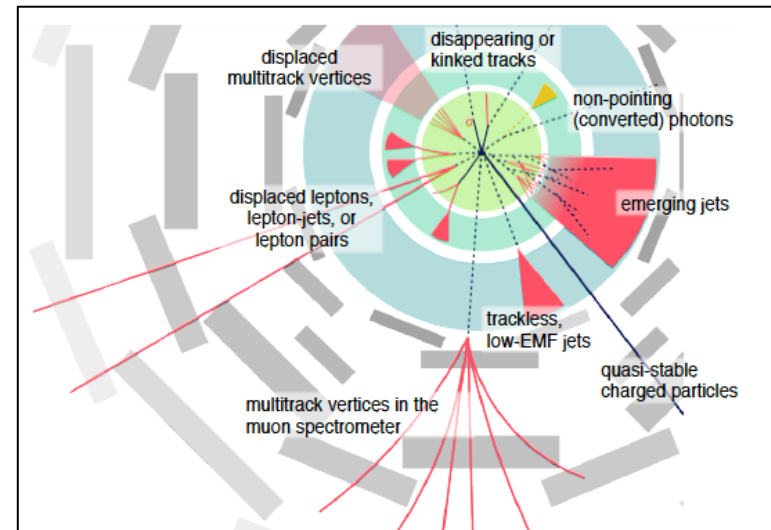 disappearing or
kinked tracks
displaced
multitrack vertices
non-pointing
(converted) photons
displaced leptons,
lepton-jets, or
lepton pairs
emerging jets
trackless,
low-EMF jets
quasi-stable
charged particles
multitrack vertices in the
muon spectrometer